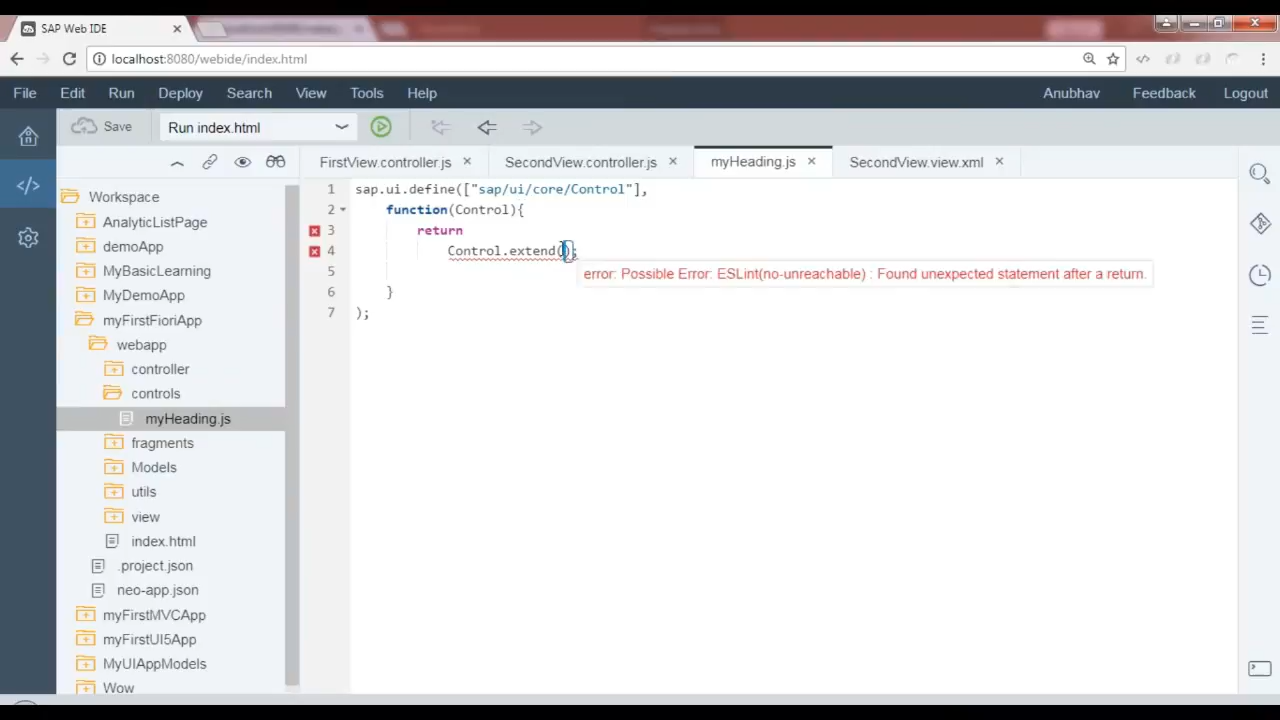 SAP Web IDE
localhost:8080/webide/index.html
File Edit Run Deploy Search View Tools Help Anubhav Feedback Logout
Save Run index.html
FirstView.controller.js SecondView.controller.js myHeading.js SecondView.view.xml
Workspace
AnalyticListPage
demoApp
MyBasicLearning
MyDemoApp
myFirstFioriApp
webapp
controller
controls
myHeading.js
fragments
Models
utils
view
index.html
.project.json
neo-app.json
myFirstMVCApp
myFirstUI5App
MyUIAppModels
Wow
1 sap.ui.define(["sap/ui/core/Control"],
2 function(Control){
3 return
4 Control.extend();
error: Possible Error: ESLint(no-unreachable) : Found unexpected statement after a return.
5
6 }
7 );